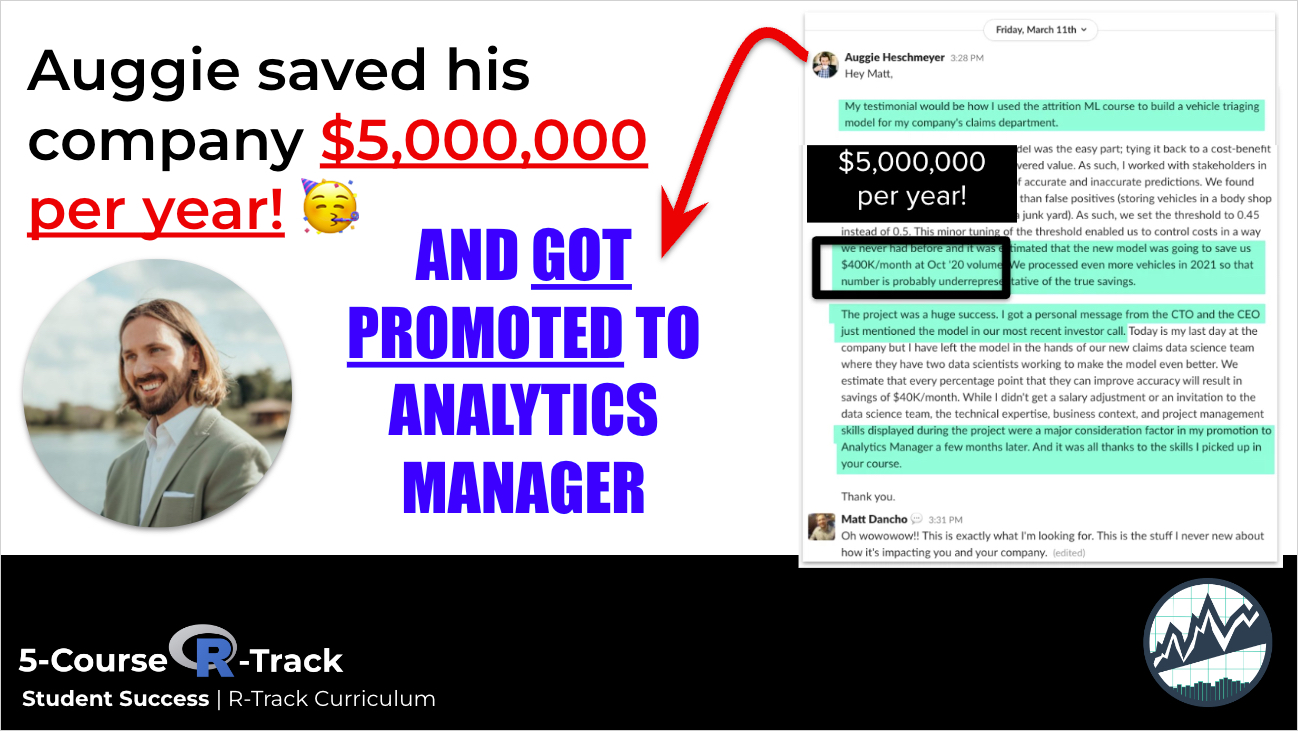 Auggie saved his
company $5,000,000
per year!
AND GOT
PROMOTED TO
ANALYTICS
MANAGER
Friday, March 11th
Auggie Heschmeyer 3:28 PM
Hey Matt,
My testimonial would be how I used the attrition ML course to build a vehicle triaging
model for my company's claims department.
$5,000,000
per year!
del was the easy part; tying it back to a cost-benefit
vered value. As such, I worked with stakeholders in
of accurate and inaccurate predictions. We found
than false positives (storing vehicles in a body shop
a junk yard). As such, we set the threshold to 0.45
instead of 0.5. This minor tuning of the threshold enabled us to control costs in a way
we never had before and it was estimated that the new model was going to save us
$400K/month at Oct '20 volume. We processed even more vehicles in 2021 so that
number is probably underrepresentative of the true savings.
The project was a huge success. I got a personal message from the CTO and the CEO
just mentioned the model in our most recent investor call. Today is my last day at the
company but I have left the model in the hands of our new claims data science team
where they have two data scientists working to make the model even better. We
estimate that every percentage point that they can improve accuracy will result in
savings of $40K/month. While I didn't get a salary adjustment or an invitation to the
data science team, the technical expertise, business context, and project management
skills displayed during the project were a major consideration factor in my promotion to
Analytics Manager a few months later. And it was all thanks to the skills I picked up in
your course.
Thank you.
Matt Dancho 3:31 PM
Oh wowowow!! This is exactly what I'm looking for. This is the stuff I never new about
how it's impacting you and your company. (edited)
5-Course R-Track
Student Success | R-Track Curriculum